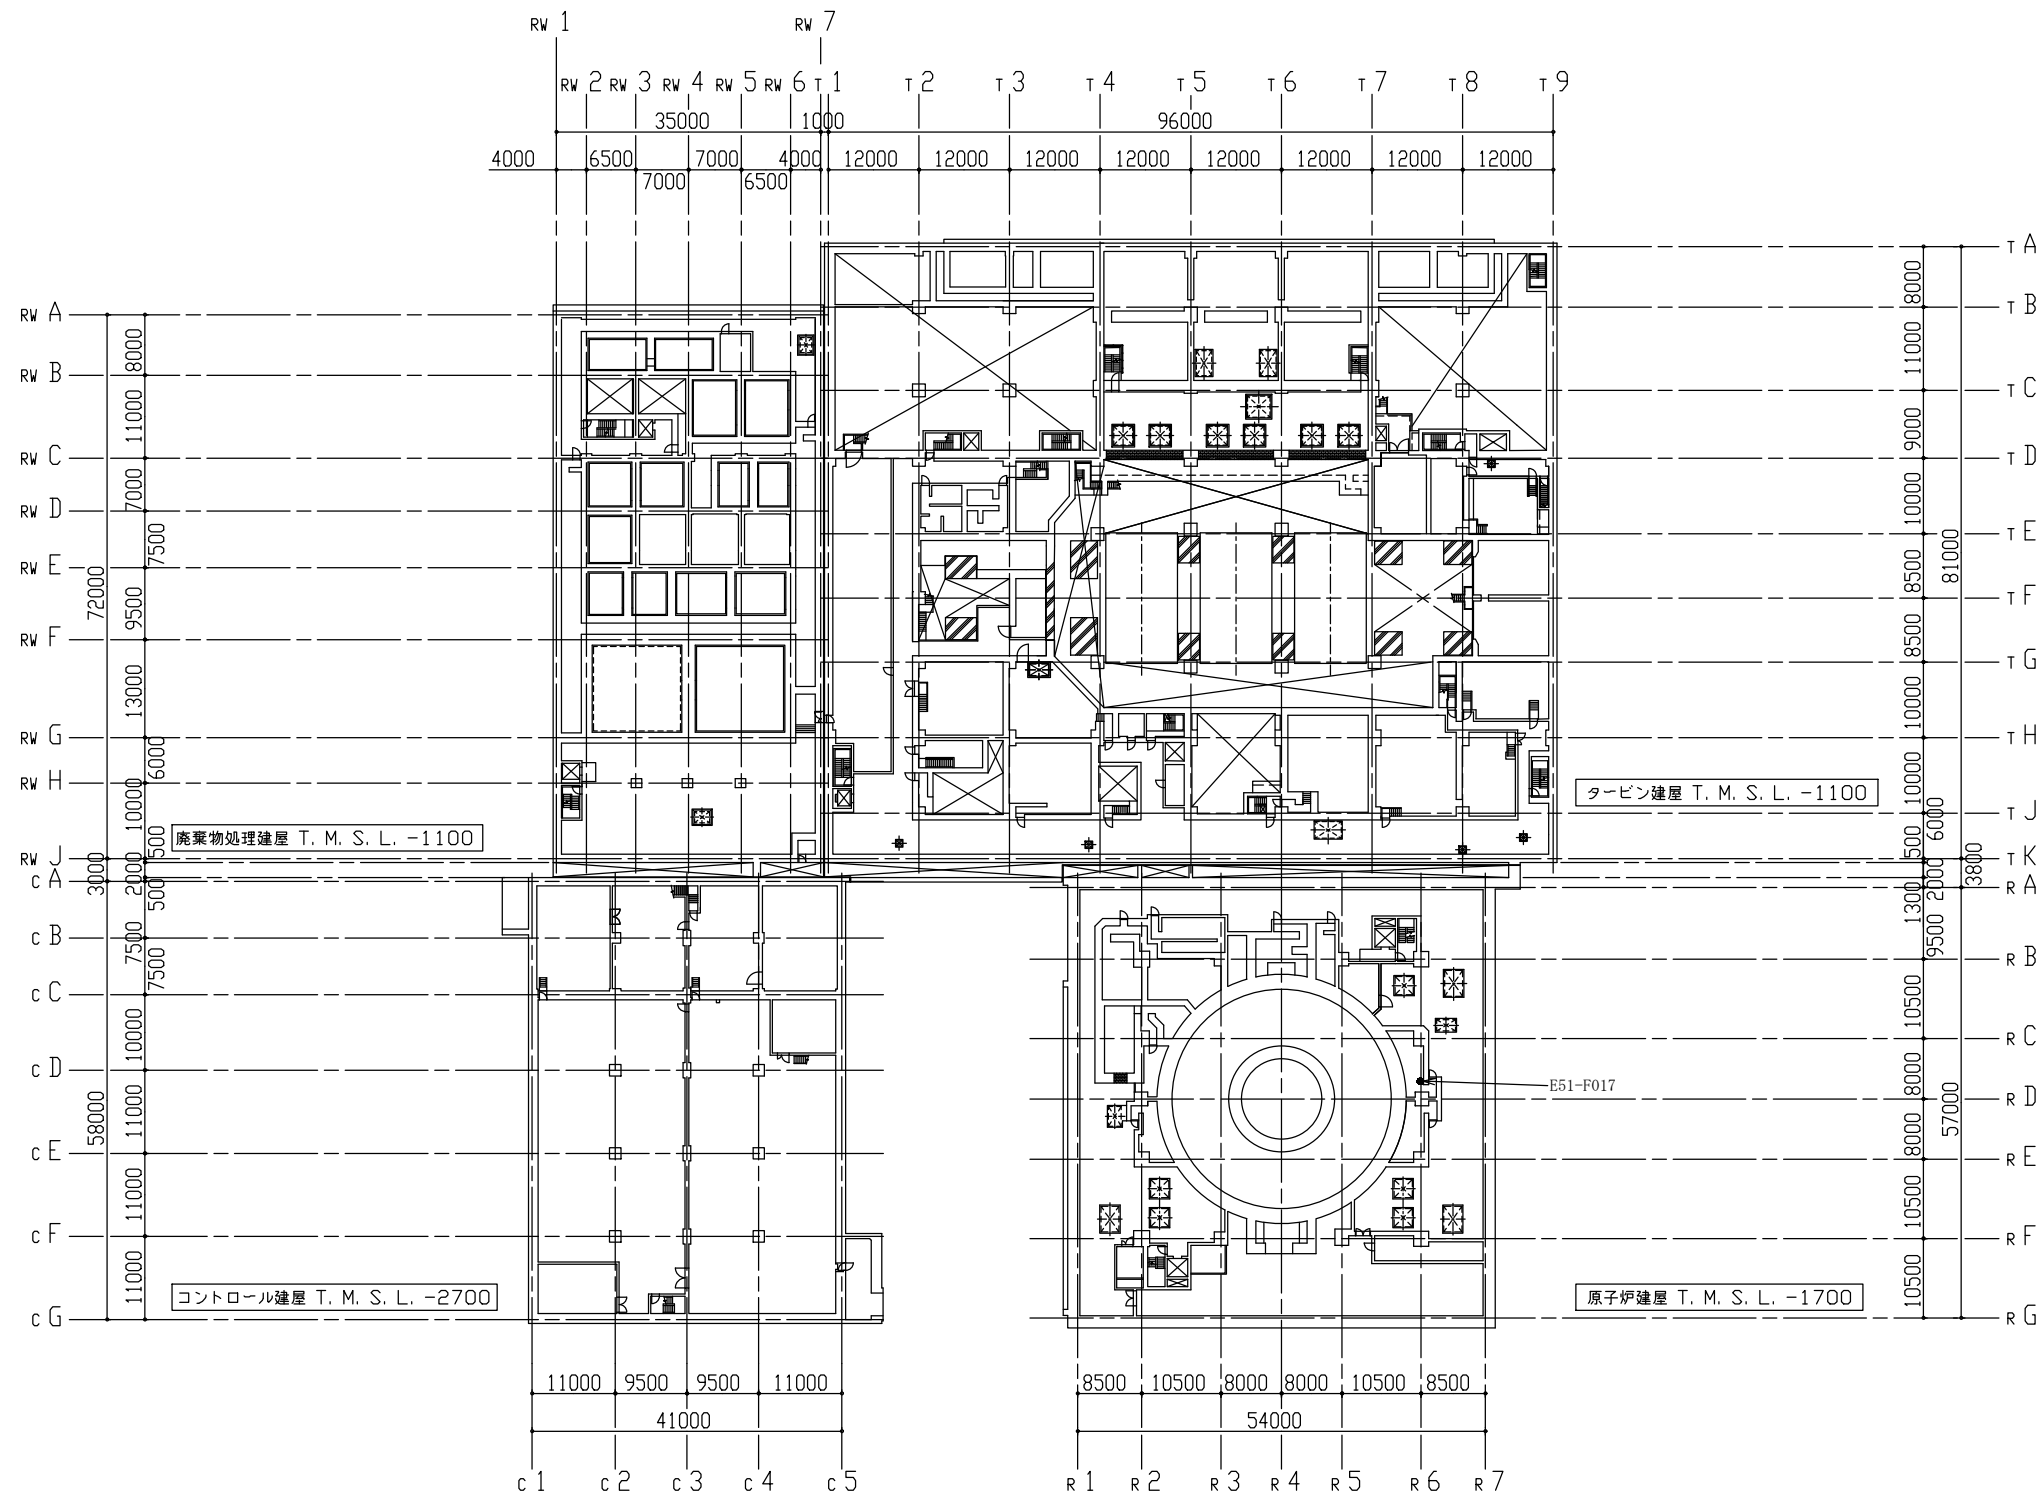 RW 1
RW 7
RW 2 RW 3 RW 4 RW 5 RW 6 T 1 T 2 T 3 T 4 T 5 T 6 T 7 T 8 T 9
35000 1000 96000
4000 6500 7000 4000 12000 12000 12000 12000 12000 12000 12000 12000
7000 6500
T A
8000
T B
RW A
8000
11000
RW B
T C
11000
9000
RW C
T D
7000
10000
RW D
T E
7500
81000
RW E
8500
72000
T F
9500
8500
RW F
T G
13000
10000
RW G
T H
6000
10000
RW H
タービン建屋 T. M. S. L. -1100
T J
10000
6000
廃棄物処理建屋 T. M. S. L. -1100
500
500
RW J
T K
3000
2000
3800
2000
C A
R A
500
1300
7500
9500
C B
R B
7500
C C
10500
10000
R C
C D
8000
E51-F017
11000
R D
58000
57000
C E
8000
R E
11000
10500
C F
R F
11000
10500
コントロール建屋 T. M. S. L. -2700
原子炉建屋 T. M. S. L. -1700
C G
R G
11000 9500 9500 11000 8500 10500 8000 8000 10500 8500
41000 54000
C 1 C 2 C 3 C 4 C 5 R 1 R 2 R 3 R 4 R 5 R 6 R 7